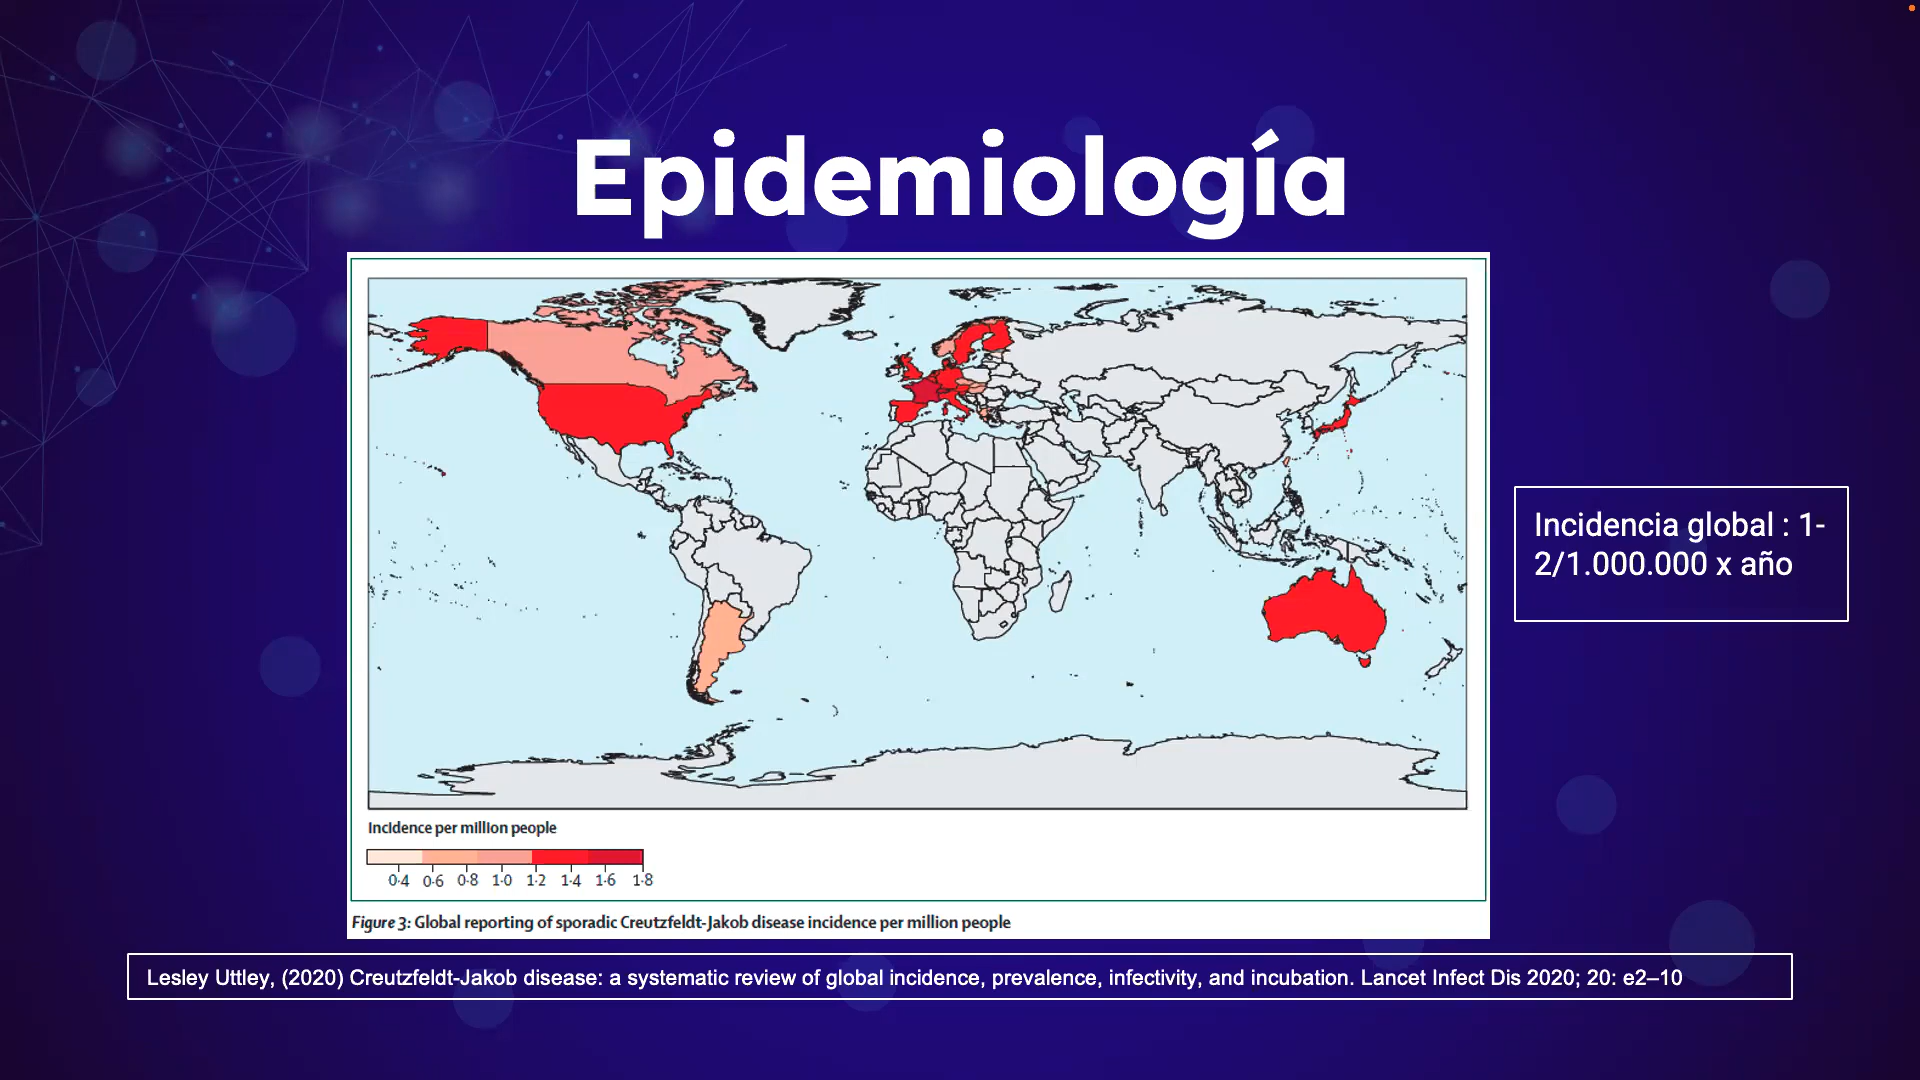 Epidemiología
Incidencia global : 1-
2/1.000.000 x año
Incidence per million people
0·4 0·6 0·8 1·0 1·2 1·4 1·6 1·8
Figure 3: Global reporting of sporadic Creutzfeldt-Jakob disease incidence per million people
Lesley Uttley, (2020) Creutzfeldt-Jakob disease: a systematic review of global incidence, prevalence, infectivity, and incubation. Lancet Infect Dis 2020; 20: e2–10